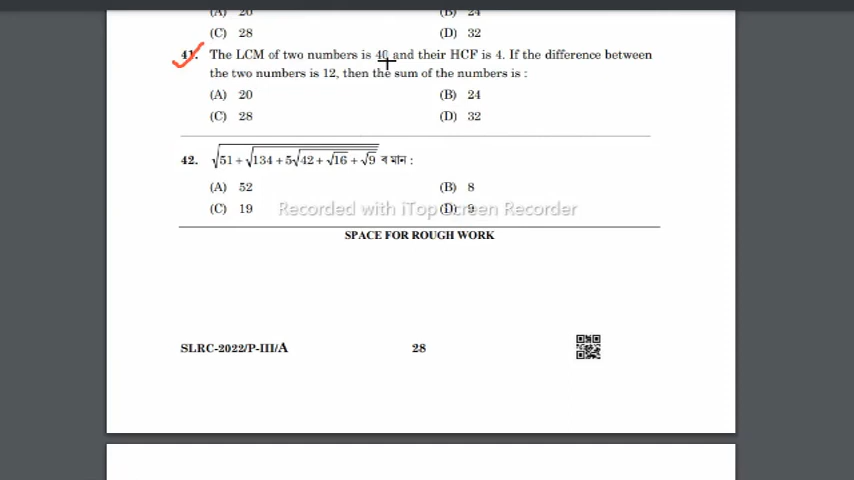 (A) 20 (B) 24
(C) 28 (D) 32
41. The LCM of two numbers is 40 and their HCF is 4. If the difference between
the two numbers is 12, then the sum of the numbers is :
(A) 20 (B) 24
(C) 28 (D) 32
42. √51 + √134 + 5√42 + √16 + √9 ৰ মান :
(A) 52 (B) 8
(C) 19 (D) 9
Recorded with iTop Screen Recorder
SPACE FOR ROUGH WORK
SLRC-2022/P-III/A 28